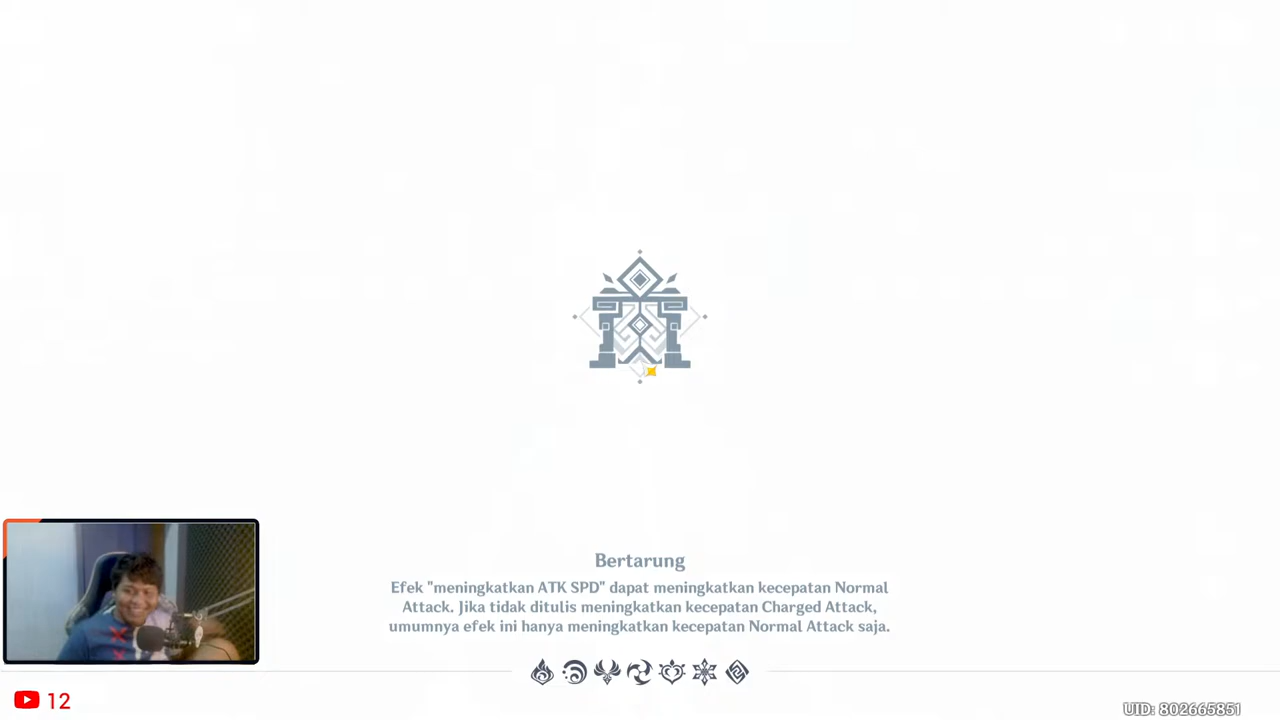 Bertarung
Efek "meningkatkan ATK SPD" dapat meningkatkan kecepatan Normal
Attack. Jika tidak ditulis meningkatkan kecepatan Charged Attack,
umumnya efek ini hanya meningkatkan kecepatan Normal Attack saja.
12
UID: 802665851